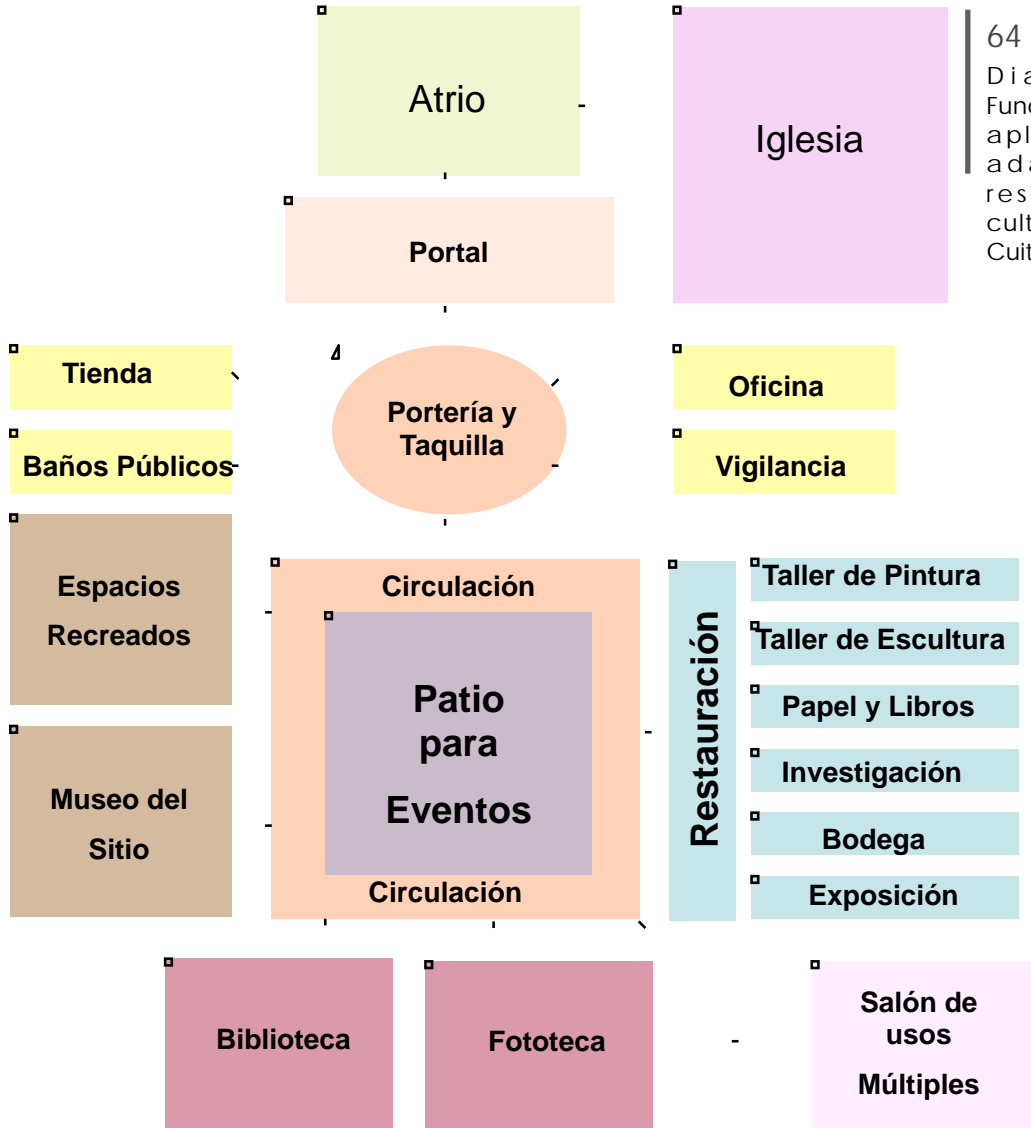 Atrio
Iglesia
64
Portal
Tienda
Portería y
Taquilla
Oficina
Baños Públicos
Vigilancia
Espacios
Recreados
Circulación
Patio
para
Eventos
Circulación
Museo del
Sitio
Restauración
Taller de Pintura
Taller de Escultura
Papel y Libros
Investigación
Bodega
Exposición
Biblioteca
Fototeca
Salón de
usos
Múltiples